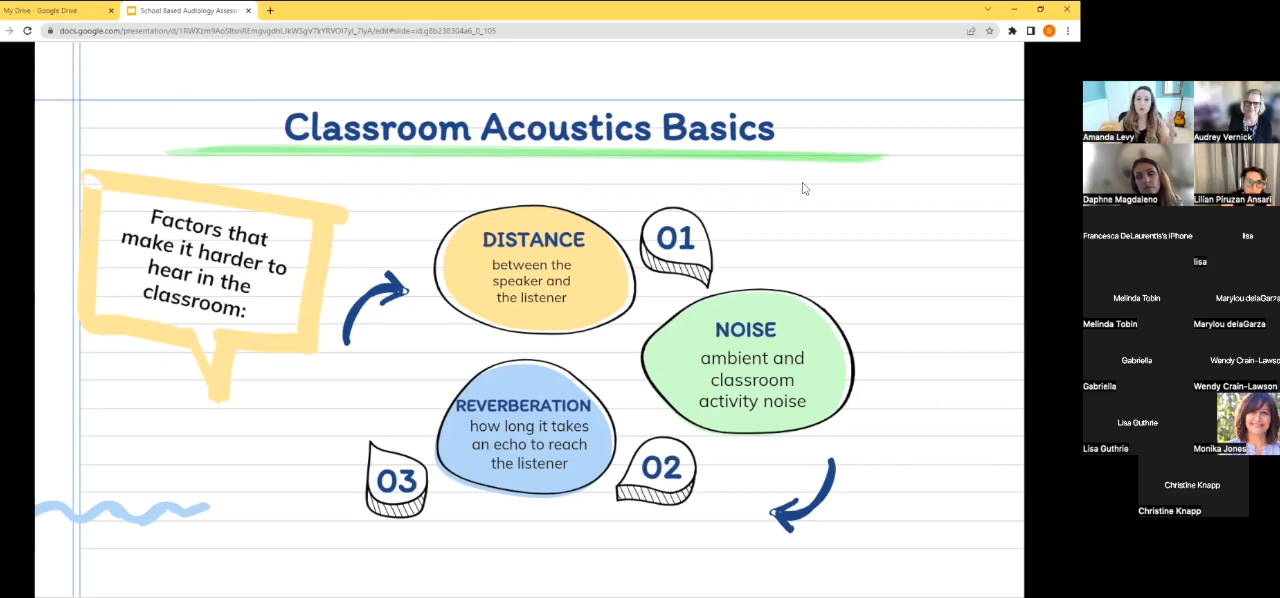 My Drive - Google Drive
School Based Audiology Assessm
docs.google.com/presentation/d/
/edit#slide=id.g8b238304a6_0_105
Classroom Acoustics Basics
Factors that
make it harder to
hear in the
classroom:
DISTANCE
between the
speaker and
the listener
01
NOISE
ambient and
classroom
activity noise
02
REVERBERATION
how long it takes
an echo to reach
the listener
03
Amanda Levy
Audrey Vernick
Daphne Magdaleno
Lilian Piruzan Ansari
Francesca DeLaurentis's iPhone
lisa
lisa
Melinda Tobin
Marylou delaGarza
Melinda Tobin
Marylou delaGarza
Gabriella
Wendy Crain-Lawso
Gabriella
Wendy Crain-Lawson
Lisa Guthrie
Lisa Guthrie
Monika Jones
Christine Knapp
Christine Knapp